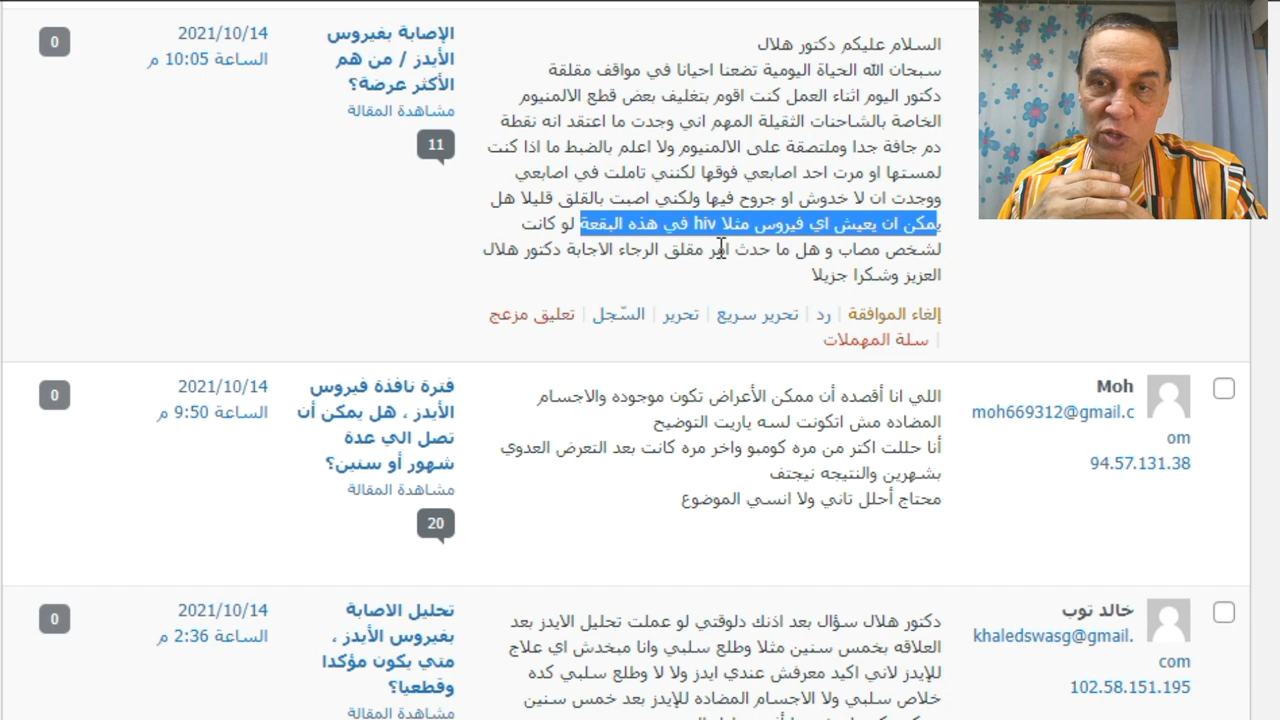 السلام عليكم دكتور هلال
سبحان الله الحياة اليومية تضعنا احيانا في مواقف مقلقة
دكتور اليوم اثناء العمل كنت اقوم بتغليف بعض قطع الالمنيوم
الخاصة بالشاحنات الثقيلة المهم اني وجدت ما اعتقد انه نقطة
دم جافة جدا وملتصقة على الالمنيوم ولا اعلم بالضبط ما اذا كنت
لمستها او مرت احد اصابعي فوقها لكنني تاملت في اصابعي
ووجدت ان لا خدوش او جروح فيها ولكني اصبت بالقلق قليلا هل
يمكن ان يعيش اي فيروس مثلا hiv في هذه البقعة لو كانت
لشخص مصاب و هل ما حدث امر مقلق الرجاء الاجابة دكتور هلال
العزيز وشكرا جزيلا
إلغاء الموافقة | رد | تحرير سريع | تحرير | السّجل | تعليق مزعج
| سلة المهملات
الإصابة بفيروس
الأيدز / من هم
الأكثر عرضة؟
مشاهدة المقالة
11
2021/10/14
الساعة 10:05 م
0
Moh
moh669312@gmail.c
om
94.57.131.38
اللي انا أقصده أن ممكن الأعراض تكون موجوده والاجسام
المضاده مش اتكونت لسه ياريت التوضيح
أنا حللت اكتر من مره كومبو واخر مره كانت بعد التعرض العدوي
بشهرين والنتيجه نيجتف
محتاج أحلل تاني ولا انسي الموضوع
فترة نافذة فيروس
الأيدز ، هل يمكن أن
تصل الي عدة
شهور أو سنين؟
مشاهدة المقالة
20
2021/10/14
الساعة 9:50 م
0
خالد توب
khaledswasg@gmail.
com
102.58.151.195
دكتور هلال سؤال بعد اذنك دلوقتي لو عملت تحليل الايدز بعد
العلاقه بخمس سنين مثلا وطلع سلبي وانا مبخدش اي علاج
للإيدز لاني اكيد معرفش عندي ايدز ولا لا وطلع سلبي كده
خلاص سلبي ولا الاجسام المضاده للإيدز بعد خمس سنين
تحليل الاصابة
بفيروس الأيدز ،
متي يكون مؤكدا
وقطعيا؟
مشاهدة المقالة
2021/10/14
الساعة 2:36 م
0